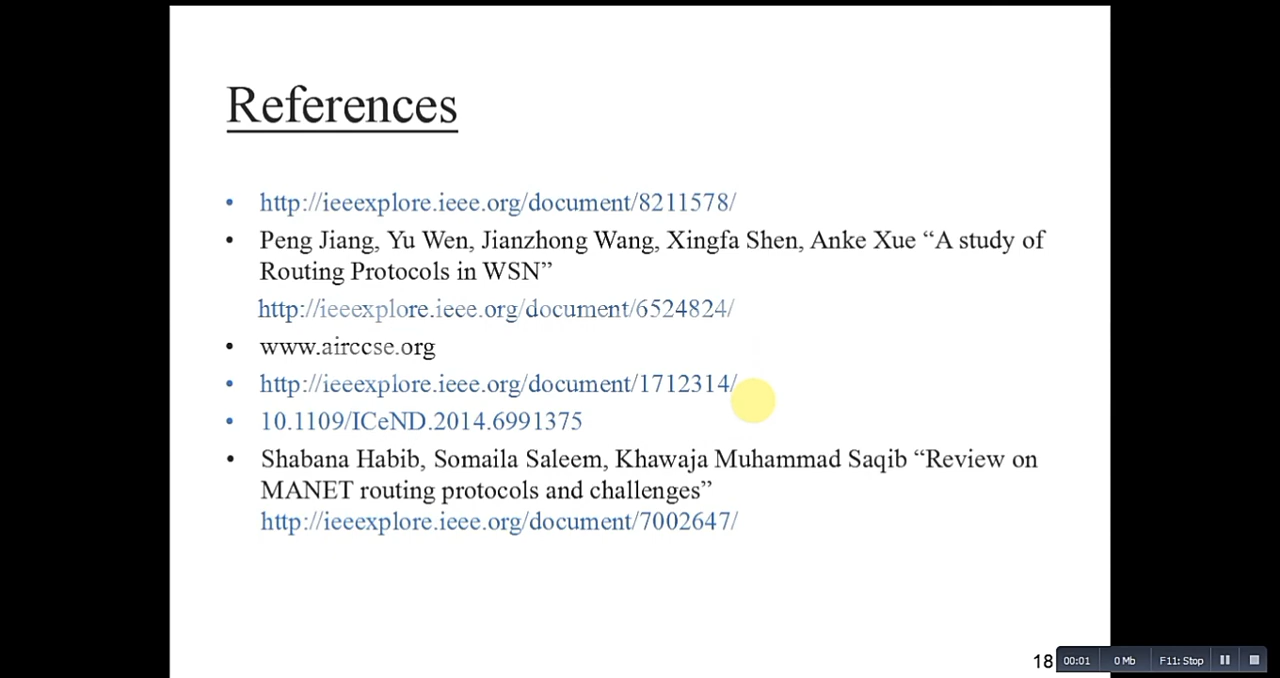 References
• http://ieeexplore.ieee.org/document/8211578/
• Peng Jiang, Yu Wen, Jianzhong Wang, Xingfa Shen, Anke Xue “A study of
Routing Protocols in WSN”
http://ieeexplore.ieee.org/document/6524824/
• www.airccse.org
• http://ieeexplore.ieee.org/document/1712314/
• 10.1109/ICeND.2014.6991375
• Shabana Habib, Somaila Saleem, Khawaja Muhammad Saqib “Review on
MANET routing protocols and challenges”
http://ieeexplore.ieee.org/document/7002647/
18
00:01 0 Mb F11: Stop